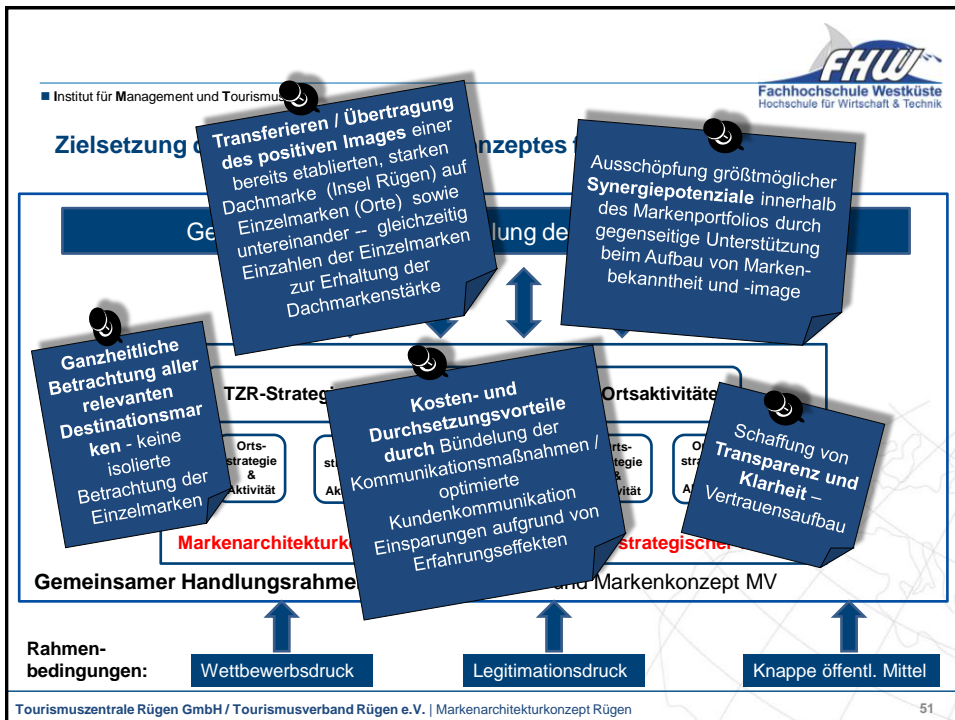 FHW
Fachhochschule Westküste
Hochschule für Wirtschaft & Technik
Institut für Management und
Zielsetzung
Transferieren / Übertragung
des positiven Images einer
bereits etablierten, starken
Dachmarke (Insel Rügen) auf
Einzelmarken (Orte) sowie
untereinander -- gleichzeitig
Einzahlen der Einzelmarken
zur Erhaltung der
Dachmarkenstärke
Ausschöpfung größtmöglicher
Synergiepotenziale innerhalb
des Markenportfolios durch
gegenseitige Unterstützung
beim Aufbau von Marken-
bekanntheit und -image
Ganzheitliche
Betrachtung aller
relevanten
Destinationsmar
ken - keine
isolierte
Betrachtung der
Einzelmarken
TZR-Strategi
Kosten- und
Durchsetzungsvorteile
durch Bündelung der
Kommunikationsmaßnahmen /
optimierte
Kundenkommunikation
Einsparungen aufgrund von
Erfahrungseffekten
Ortsaktivitäte
Schaffung von
Transparenz und
Klarheit –
Vertrauensaufbau
Orts-
strategie
&
Aktivität
Markenarchitekturk
strategischer
Gemeinsamer Handlungsrahme
und Markenkonzept MV
Rahmen-
bedingungen:
Wettbewerbsdruck
Legitimationsdruck
Knappe öffentl. Mittel
Tourismuszentrale Rügen GmbH / Tourismusverband Rügen e.V. | Markenarchitekturkonzept Rügen
51